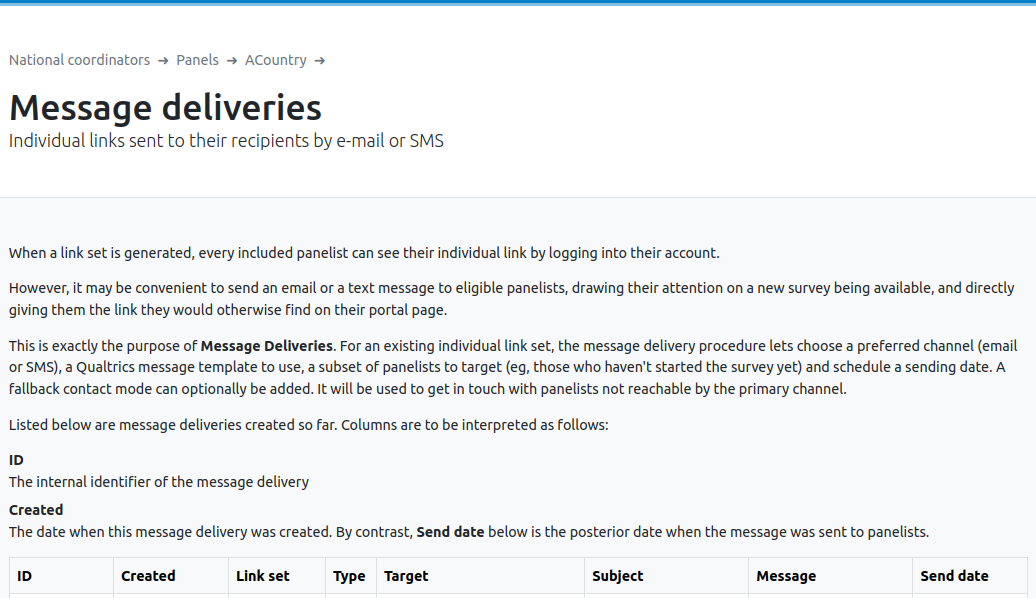 National coordinators → Panels → ACountry →
Message deliveries
Individual links sent to their recipients by e-mail or SMS
When a link set is generated, every included panelist can see their individual link by logging into their account.
However, it may be convenient to send an email or a text message to eligible panelists, drawing their attention on a new survey being available, and directly
giving them the link they would otherwise find on their portal page.
This is exactly the purpose of Message Deliveries. For an existing individual link set, the message delivery procedure lets choose a preferred channel (email
or SMS), a Qualtrics message template to use, a subset of panelists to target (eg, those who haven't started the survey yet) and schedule a sending date. A
fallback contact mode can optionally be added. It will be used to get in touch with panelists not reachable by the primary channel.
Listed below are message deliveries created so far. Columns are to be interpreted as follows:
ID
The internal identifier of the message delivery
Created
The date when this message delivery was created. By contrast, Send date below is the posterior date when the message was sent to panelists.
ID Created Link set Type Target Subject Message Send date